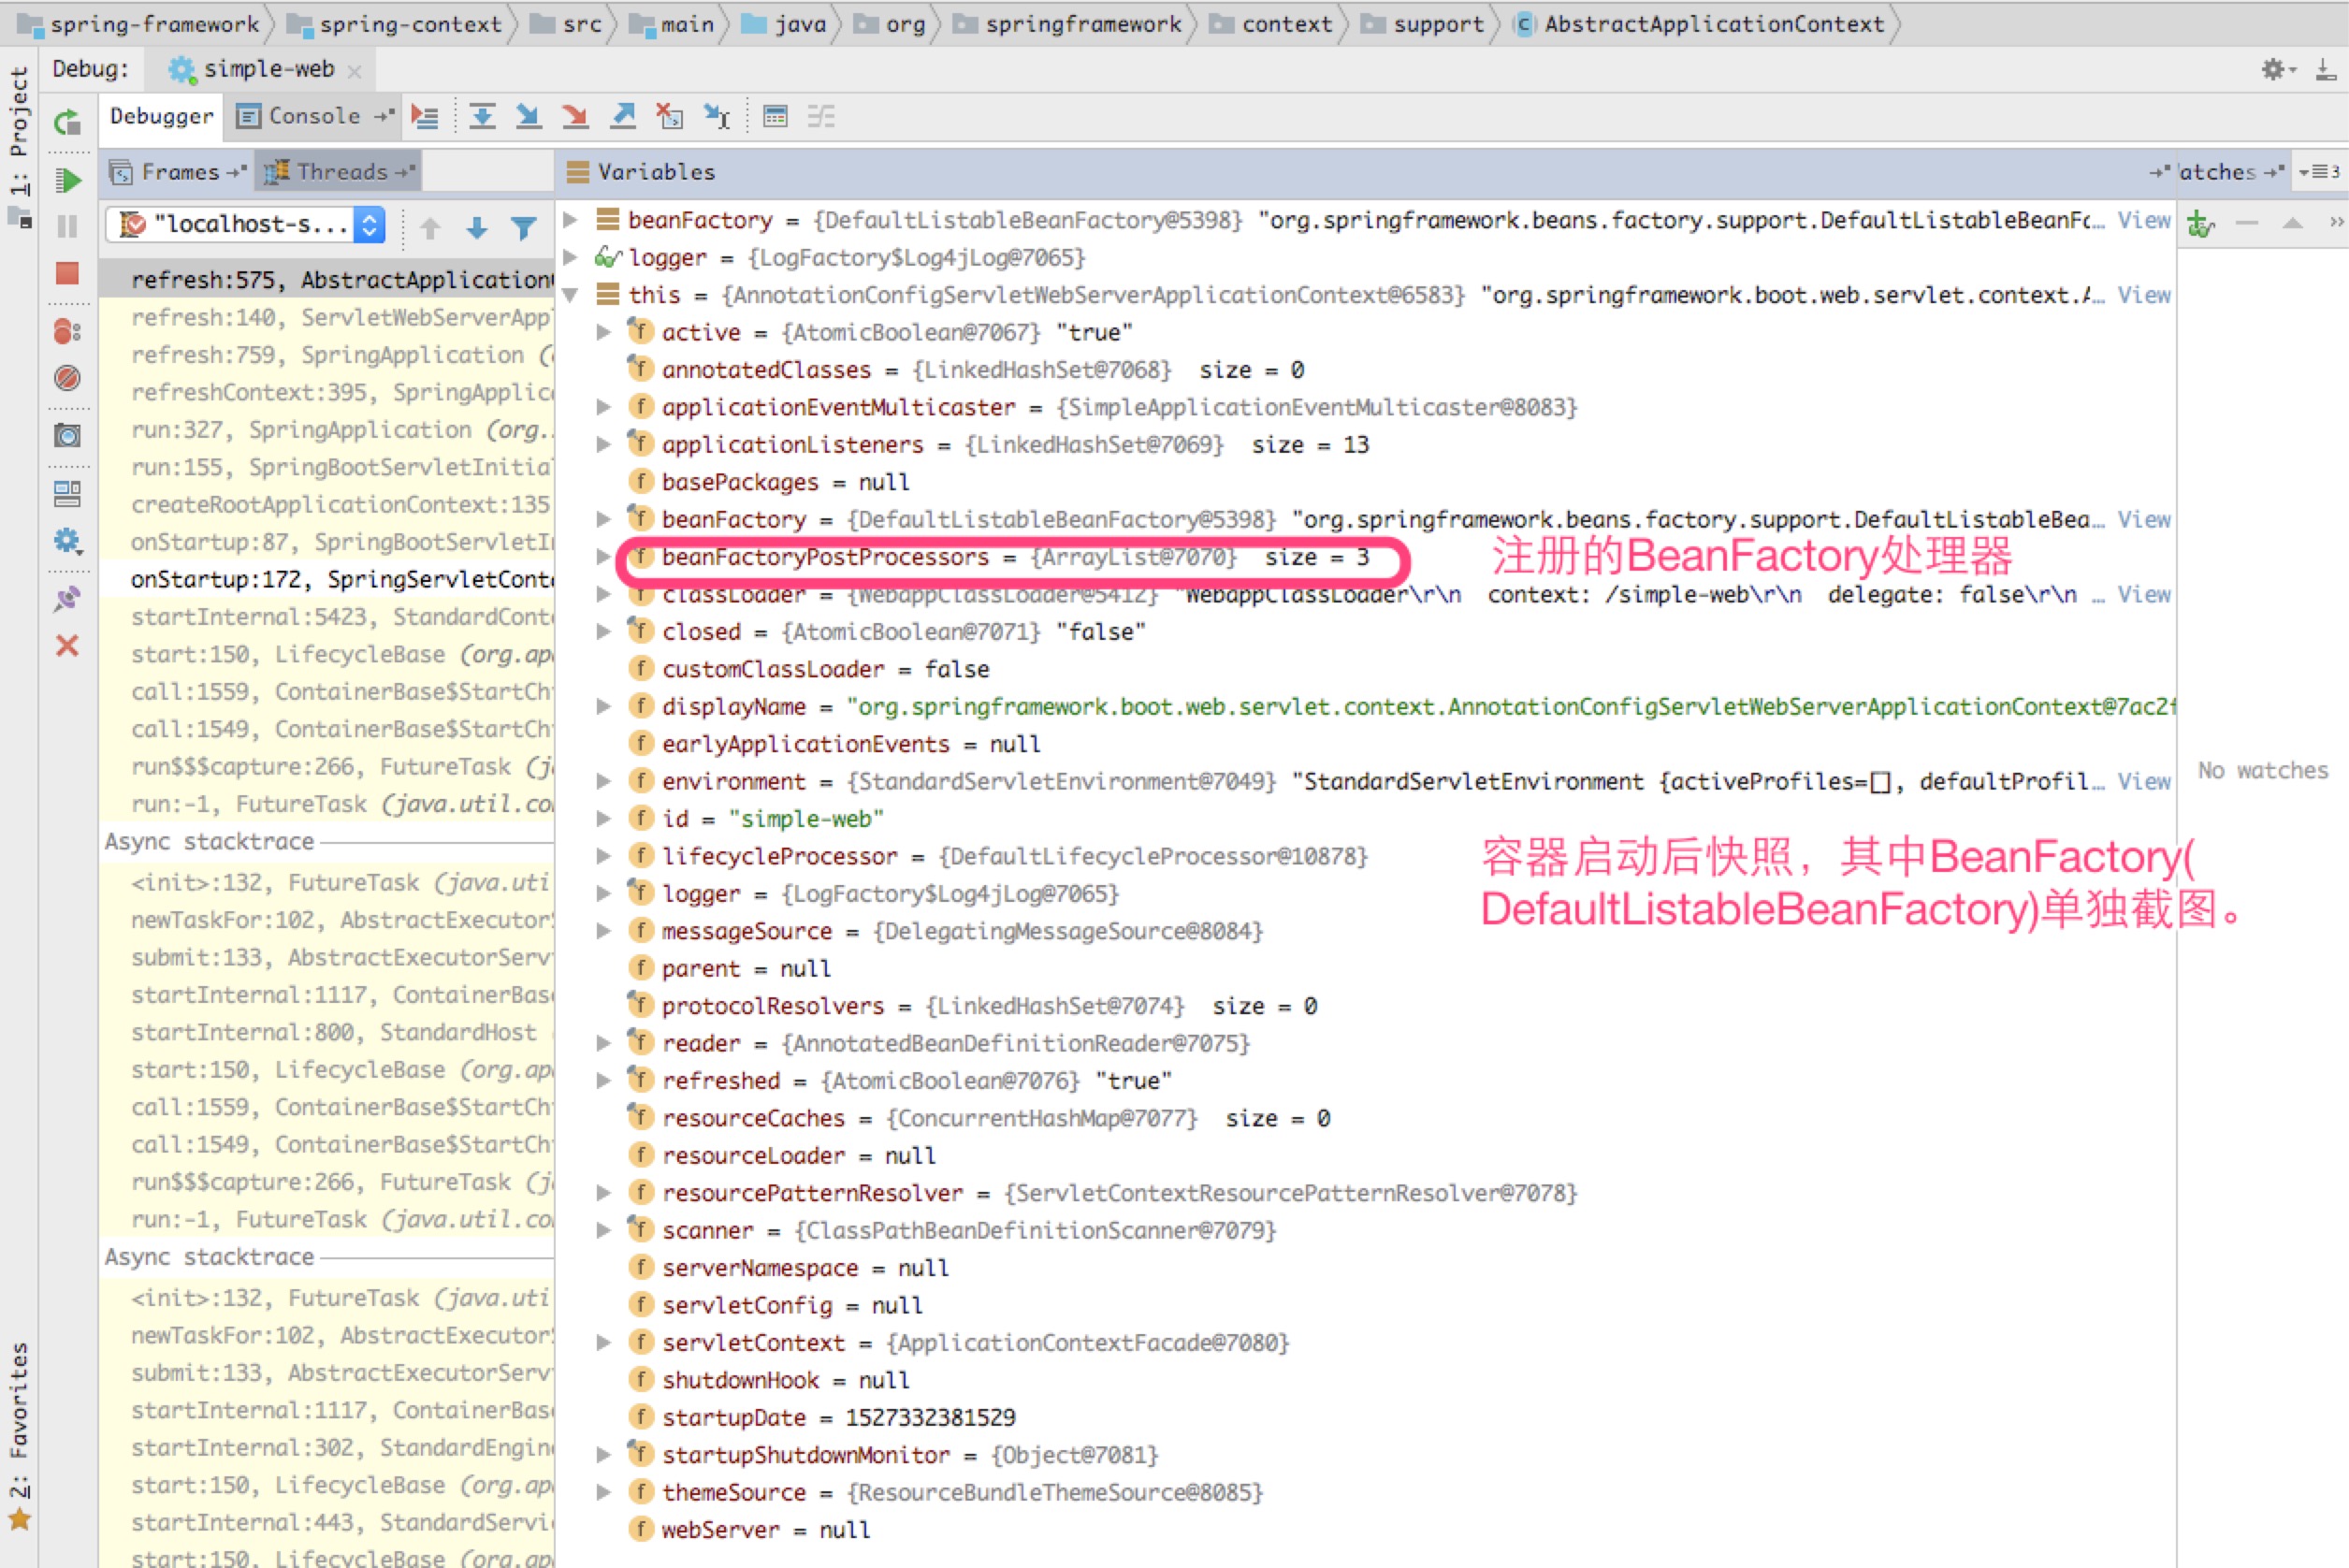 spring-framework spring-context src main java org springframework context support AbstractApplicationContext
Debug: simple-web
1: Project
Debugger Console
Frames Threads
Variables
atches
3
"localhost-s...
refresh:575, AbstractApplication
refresh:140, ServletWebServerApp
refresh:759, SpringApplication (
refreshContext:395, SpringApplic
run:327, SpringApplication (org.
run:155, SpringBootServletInitia
createRootApplicationContext:135
onStartup:87, SpringBootServletI
onStartup:172, SpringServletCont
startInternal:5423, StandardCont
start:150, LifecycleBase (org.ap
call:1559, ContainerBase$StartCh
call:1549, ContainerBase$StartCh
run$$$capture:266, FutureTask (j
run:-1, FutureTask (java.util.co
Async stacktrace
<init>:132, FutureTask (java.uti
newTaskFor:102, AbstractExecutor
submit:133, AbstractExecutorServ
startInternal:1117, ContainerBas
startInternal:800, StandardHost
start:150, LifecycleBase (org.ap
call:1559, ContainerBase$StartCh
call:1549, ContainerBase$StartCh
run$$$capture:266, FutureTask (j
run:-1, FutureTask (java.util.co
Async stacktrace
<init>:132, FutureTask (java.uti
newTaskFor:102, AbstractExecutor
submit:133, AbstractExecutorServ
startInternal:1117, ContainerBas
startInternal:302, StandardEngin
start:150, LifecycleBase (org.ap
startInternal:443, StandardServi
start:150, LifecycleBase (org.ap
beanFactory = {DefaultListableBeanFactory@5398} "org.springframework.beans.factory.support.DefaultListableBeanFc... View
logger = {LogFactory$Log4jLog@7065}
this = {AnnotationConfigServletWebServerApplicationContext@6583} "org.springframework.boot.web.servlet.context.A... View
active = {AtomicBoolean@7067} "true"
annotatedClasses = {LinkedHashSet@7068} size = 0
applicationEventMulticaster = {SimpleApplicationEventMulticaster@8083}
applicationListeners = {LinkedHashSet@7069} size = 13
basePackages = null
beanFactory = {DefaultListableBeanFactory@5398} "org.springframework.beans.factory.support.DefaultListableBea... View
beanFactoryPostProcessors = {ArrayList@7070} size = 3
注册的BeanFactory处理器
classLoader = {WebappClassLoader@5412} "WebappClassLoader\r\n context: /simple-web\r\n delegate: false\r\n ... View
closed = {AtomicBoolean@7071} "false"
customClassLoader = false
displayName = "org.springframework.boot.web.servlet.context.AnnotationConfigServletWebServerApplicationContext@7ac2f
earlyApplicationEvents = null
environment = {StandardServletEnvironment@7049} "StandardServletEnvironment {activeProfiles=[], defaultProfil... View
id = "simple-web"
lifecycleProcessor = {DefaultLifecycleProcessor@10878}
logger = {LogFactory$Log4jLog@7065}
messageSource = {DelegatingMessageSource@8084}
parent = null
protocolResolvers = {LinkedHashSet@7074} size = 0
reader = {AnnotatedBeanDefinitionReader@7075}
refreshed = {AtomicBoolean@7076} "true"
resourceCaches = {ConcurrentHashMap@7077} size = 0
resourceLoader = null
resourcePatternResolver = {ServletContextResourcePatternResolver@7078}
scanner = {ClassPathBeanDefinitionScanner@7079}
serverNamespace = null
servletConfig = null
servletContext = {ApplicationContextFacade@7080}
shutdownHook = null
startupDate = 1527332381529
startupShutdownMonitor = {Object@7081}
themeSource = {ResourceBundleThemeSource@8085}
webServer = null
容器启动后快照，其中BeanFactory(
DefaultListableBeanFactory)单独截图。
No watches
2: Favorites